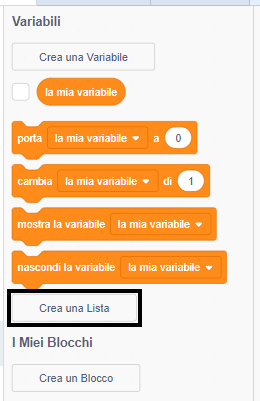 Variabili
Crea una Variabile
la mia variabile
porta la mia variabile a 0
cambia la mia variabile di 1
mostra la variabile la mia variabile
nascondi la variabile la mia variabile
Crea una Lista
I Miei Blocchi
Crea un Blocco